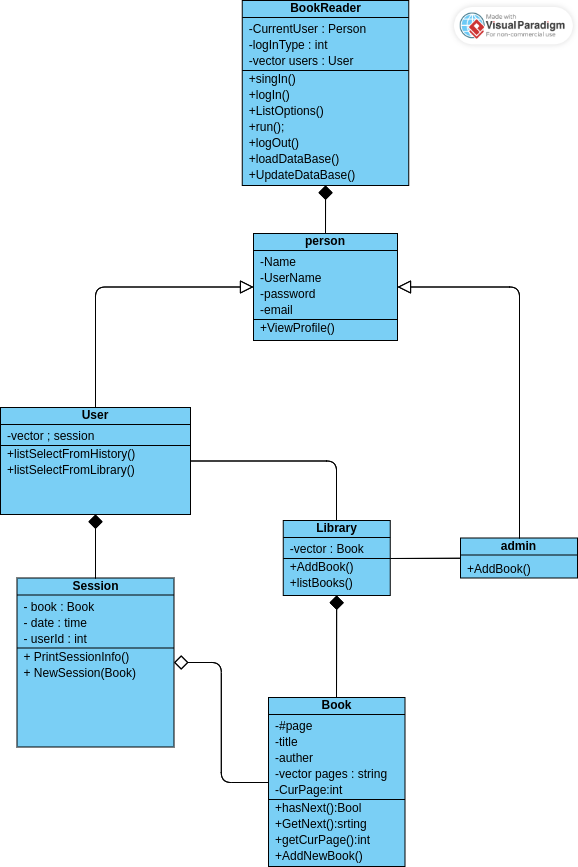 BookReader
-CurrentUser : Person
-logInType : int
-vector users : User
+singIn()
+logIn()
+ListOptions()
+run();
+logOut()
+loadDataBase()
+UpdateDataBase()
Made with
VisualParadigm
For non-commercial use
person
-Name
-UserName
-password
-email
+ViewProfile()
User
-vector ; session
+listSelectFromHistory()
+listSelectFromLibrary()
Library
-vector : Book
+AddBook()
+listBooks()
admin
+AddBook()
Session
- book : Book
- date : time
- userId : int
+ PrintSessionInfo()
+ NewSession(Book)
Book
-#page
-title
-auther
-vector pages : string
-CurPage:int
+hasNext():Bool
+GetNext():srting
+getCurPage():int
+AddNewBook()